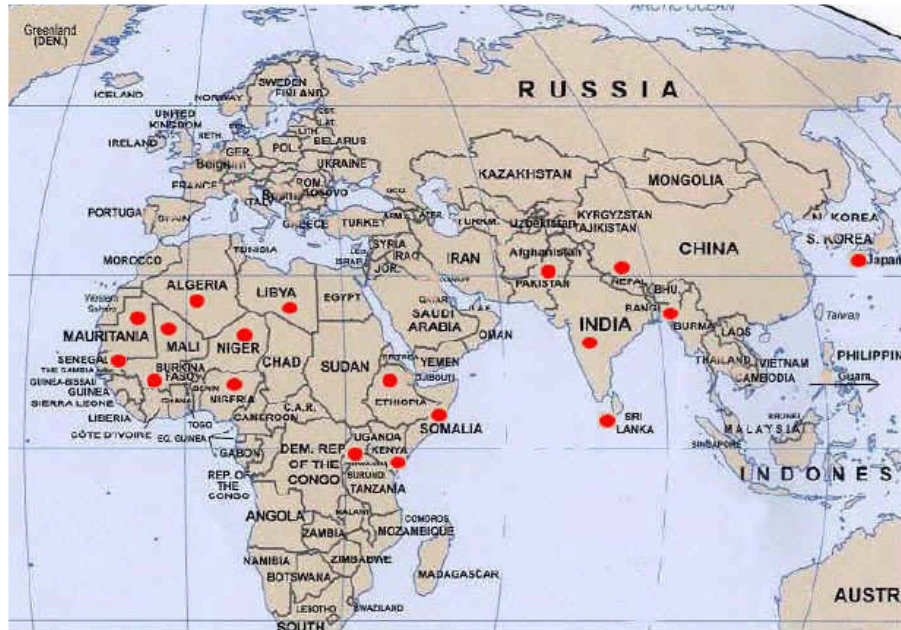 ARCTIC OCEAN
Greenland
(DEN.)
ICELAND
SWEDEN
FINLAND
NORWAY
RUSSIA
UNITED
KINGDOM
EST.
LAT.
LITH.
IRELAND
NETH.
BELARUS
GER.
POL.
Belgium
UKRAINE
KAZAKHSTAN
MONGOLIA
FRANCE
ROM.
KOSOVO
ITALY
PORTUGAL
SPAIN
GREECE
TURKEY
ARM.
AZER.
TURKM.
Uzbekistan
KYRGYZSTAN
TAJIKISTAN
N. KOREA
S. KOREA
Japan
CHINA
TUNISIA
SYRIA
IRAQ
IRAN
Afghanistan
MOROCCO
ISRAEL
JOR.
PAKISTAN
NEPAL
BHU.
ALGERIA
LIBYA
EGYPT
Western
Sahara
QATAR
U.A.E.
SAUDI
ARABIA
OMAN
INDIA
BANG.
BURMA
LAOS
Taiwan
MAURITANIA
MALI
NIGER
CHAD
SUDAN
ERITREA
YEMEN
DJIBOUTI
THAILAND
VIETNAM
CAMBODIA
PHILIPPIN
Guam
SENEGAL
THE GAMBIA
GUINEA-BISSAU
GUINEA
SIERRA LEONE
LIBERIA
CÔTE D'IVOIRE
BURKINA
FASO
GHANA
BENIN
TOGO
NIGERIA
CAMEROON
C.A.R.
ETHIOPIA
SOMALIA
SRI
LANKA
BRUNEI
MALAYSIA
SINGAPORE
EQ. GUINEA
GABON
REP. OF
THE
CONGO
DEM. REP
OF THE
CONGO
UGANDA
KENYA
RWANDA
BURUNDI
TANZANIA
INDONES
ANGOLA
ZAMBIA
MALAWI
COMOROS
MOZAMBIQUE
ZIMBABWE
NAMIBIA
BOTSWANA
MADAGASCAR
LESOTHO
SWAZILAND
SOUTH
AUSTR